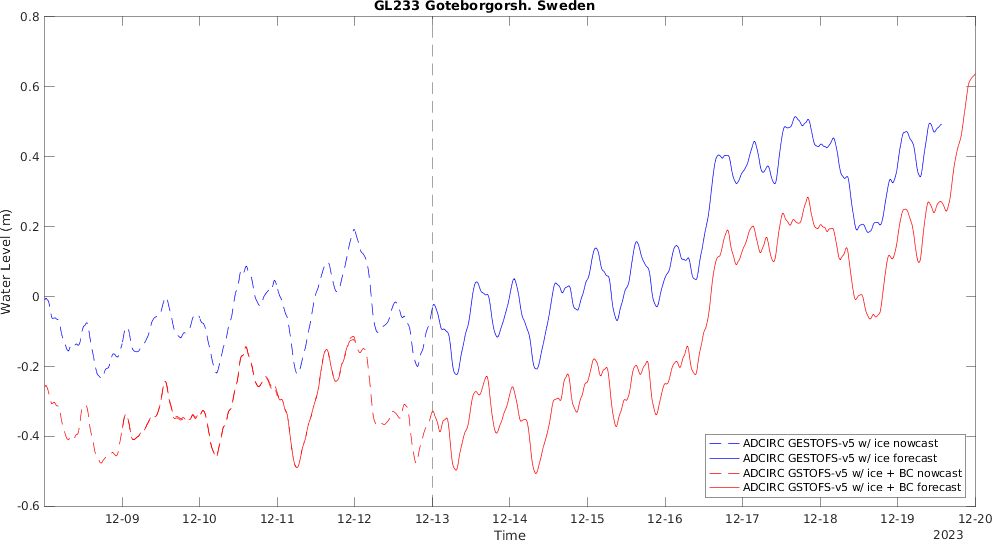 GL233 Goteborgorsh. Sweden
0.8
0.6
0.4
0.2
0
-0.2
-0.4
-0.6
Water Level (m)
ADCIRC GESTOFS-v5 w/ ice nowcast
ADCIRC GESTOFS-v5 w/ ice forecast
ADCIRC GSTOFS-v5 w/ ice + BC nowcast
ADCIRC GSTOFS-v5 w/ ice + BC forecast
12-09 12-10 12-11 12-12 12-13 12-14 12-15 12-16 12-17 12-18 12-19 12-20
Time
2023